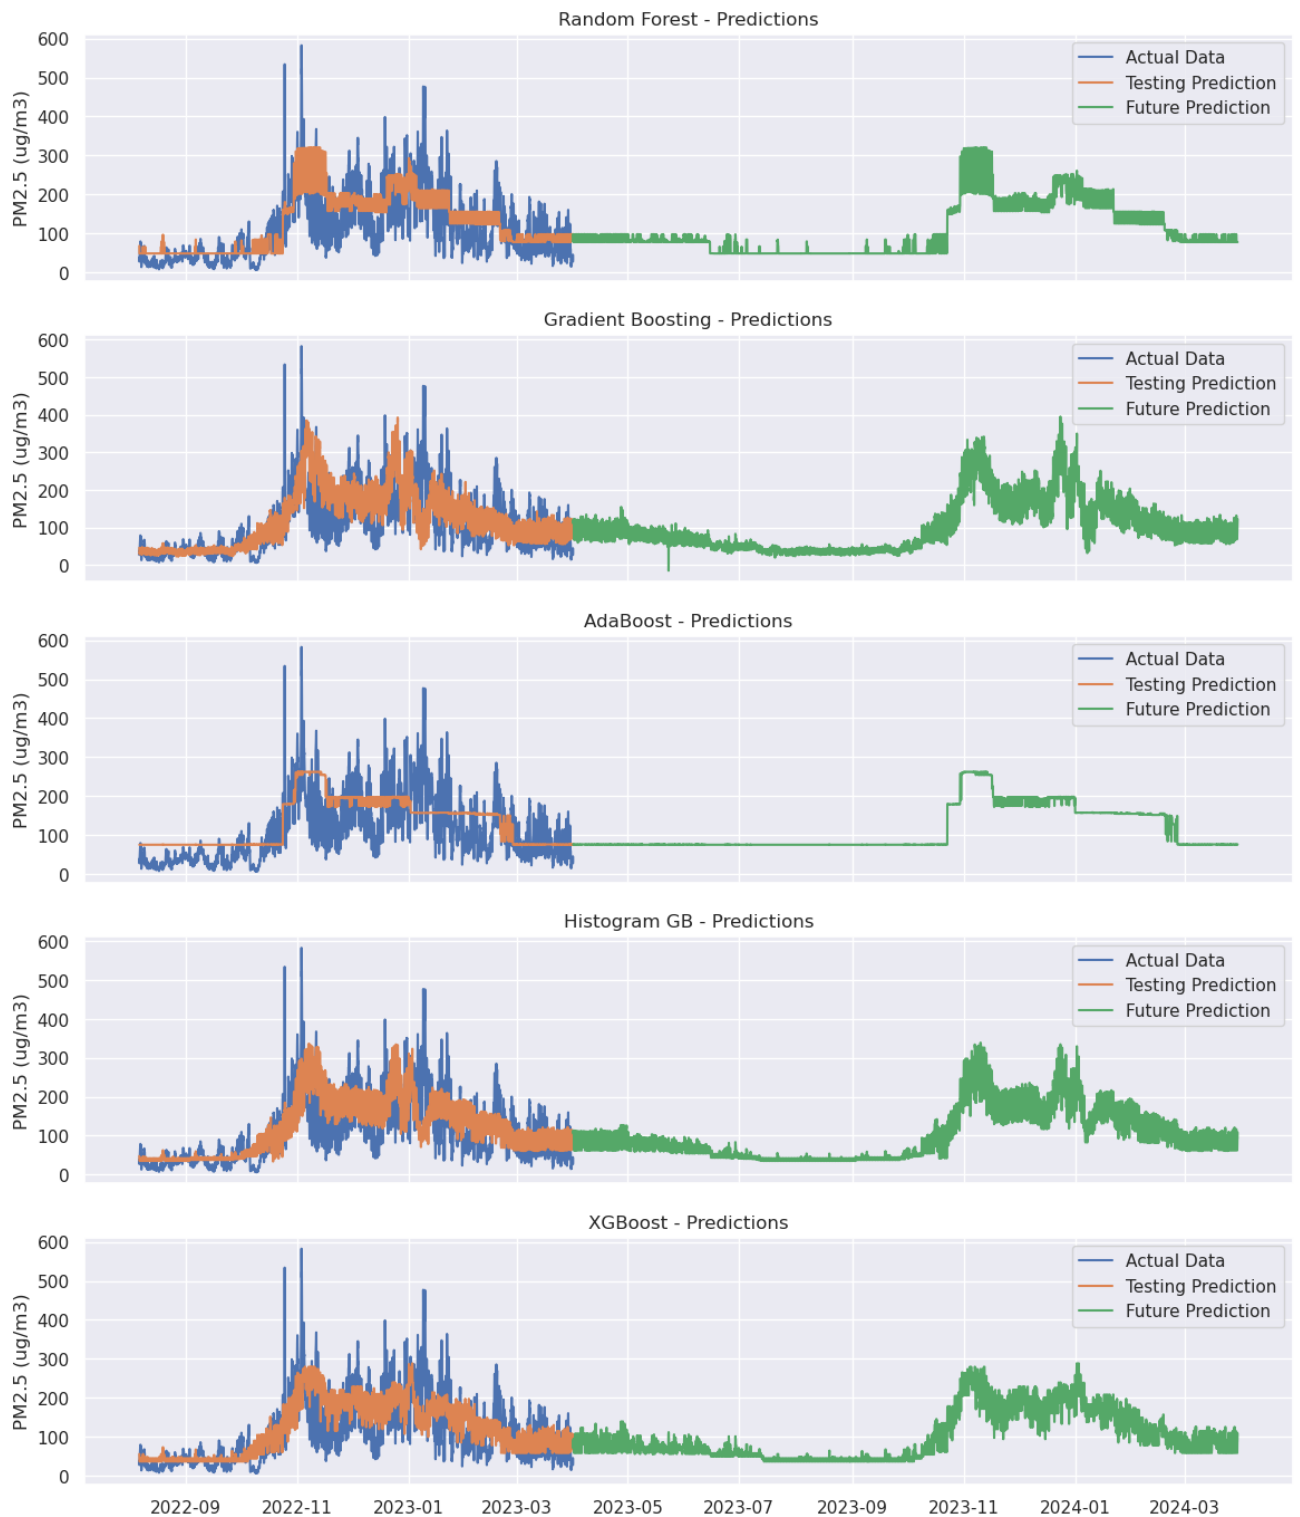 Random Forest - Predictions
600
500
400
300
200
100
0
PM2.5 (ug/m3)
Actual Data
Testing Prediction
Future Prediction
Gradient Boosting - Predictions
600
500
400
300
200
100
0
PM2.5 (ug/m3)
Actual Data
Testing Prediction
Future Prediction
AdaBoost - Predictions
600
500
400
300
200
100
0
PM2.5 (ug/m3)
Actual Data
Testing Prediction
Future Prediction
Histogram GB - Predictions
600
500
400
300
200
100
0
PM2.5 (ug/m3)
Actual Data
Testing Prediction
Future Prediction
XGBoost - Predictions
600
500
400
300
200
100
0
PM2.5 (ug/m3)
Actual Data
Testing Prediction
Future Prediction
2022-09 2022-11 2023-01 2023-03 2023-05 2023-07 2023-09 2023-11 2024-01 2024-03